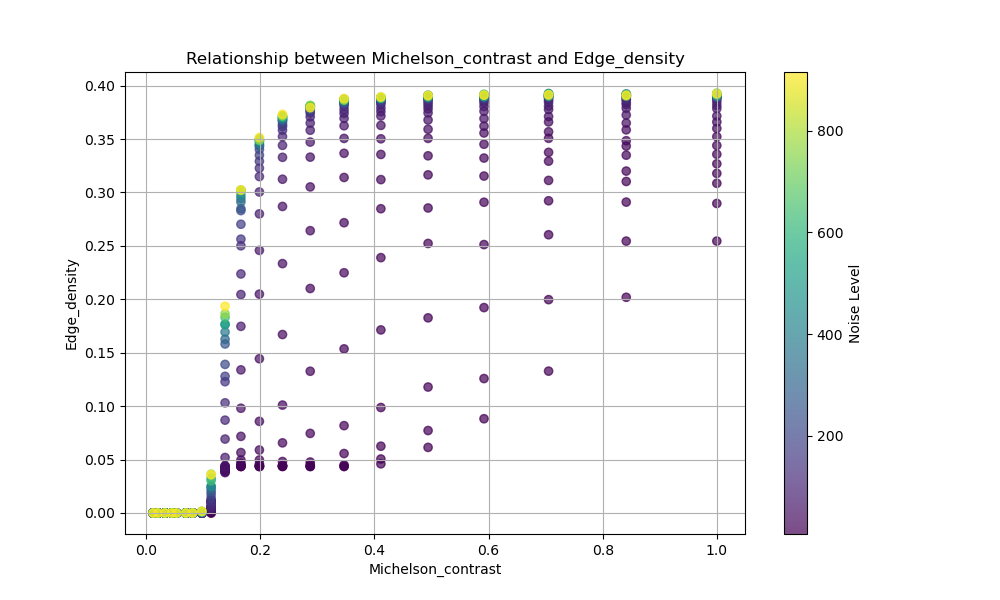 Relationship between Michelson_contrast and Edge_density
0.40
0.35
0.30
0.25
0.20
0.15
0.10
0.05
0.00
Edge_density
0.0 0.2 0.4 0.6 0.8 1.0
Michelson_contrast
800
600
400
200
Noise Level